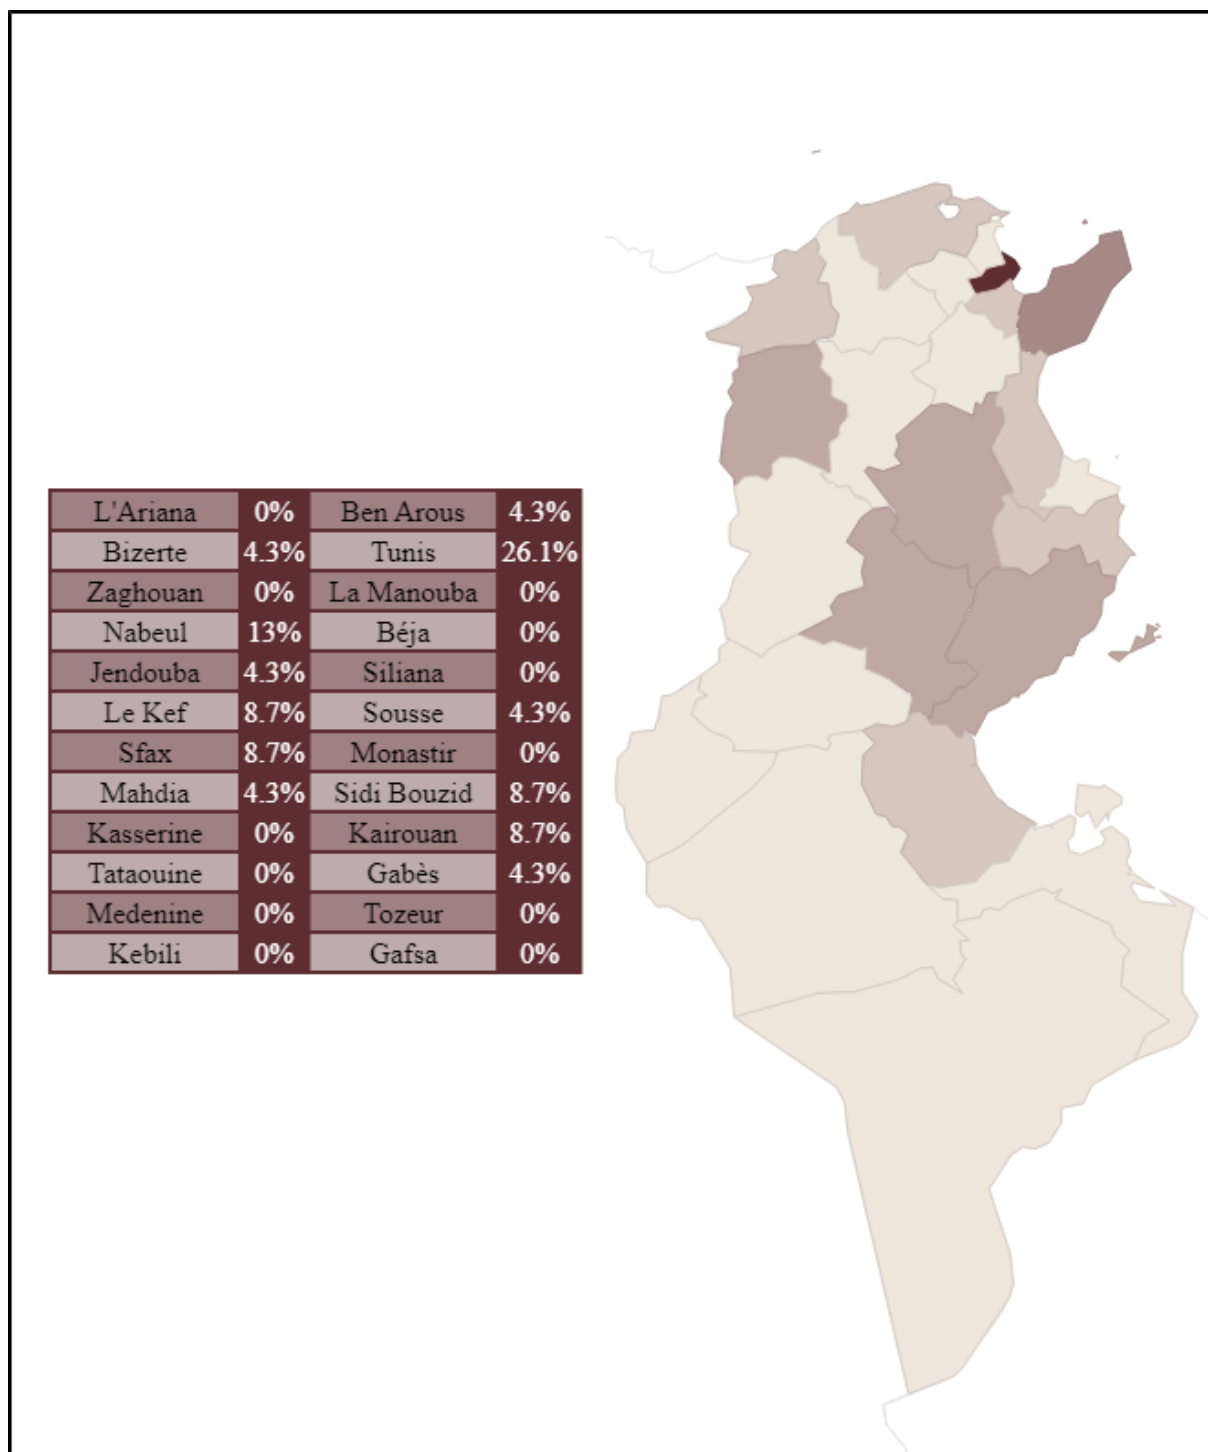 L'Ariana 0% Ben Arous 4.3%
Bizerte 4.3% Tunis 26.1%
Zaghouan 0% La Manouba 0%
Nabeul 13% Béja 0%
Jendouba 4.3% Siliana 0%
Le Kef 8.7% Sousse 4.3%
Sfax 8.7% Monastir 0%
Mahdia 4.3% Sidi Bouzid 8.7%
Kasserine 0% Kairouan 8.7%
Tataouine 0% Gabès 4.3%
Medenine 0% Tozeur 0%
Kebili 0% Gafsa 0%